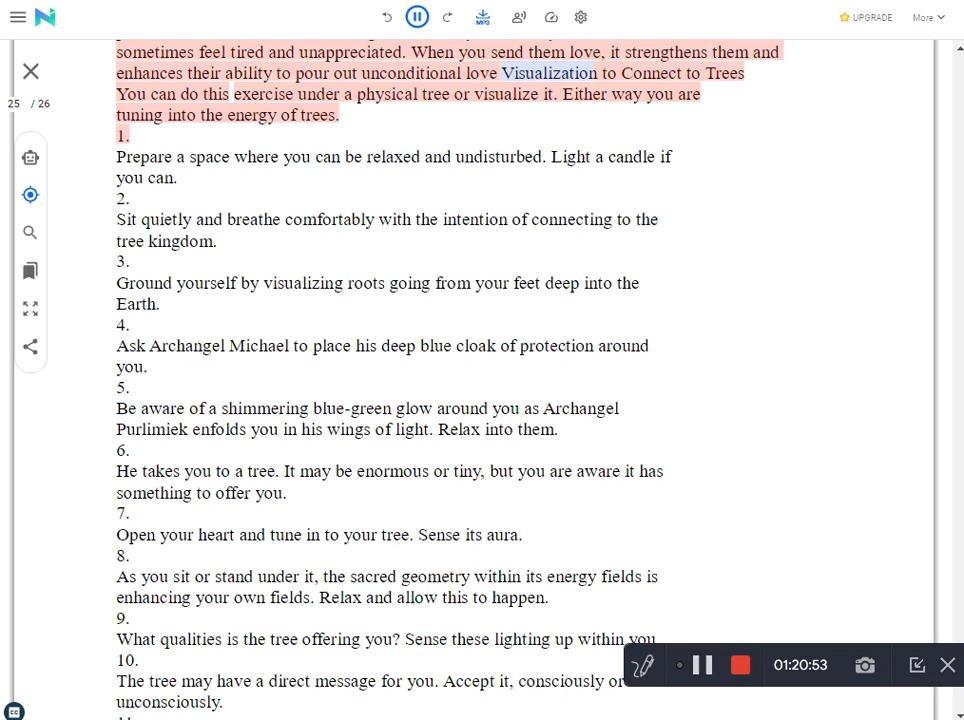 UPGRADE
More
MP3
25 / 26
sometimes feel tired and unappreciated. When you send them love, it strengthens them and
enhances their ability to pour out unconditional love Visualization to Connect to Trees
You can do this exercise under a physical tree or visualize it. Either way you are
tuning into the energy of trees.
1.
Prepare a space where you can be relaxed and undisturbed. Light a candle if
you can.
2.
Sit quietly and breathe comfortably with the intention of connecting to the
tree kingdom.
3.
Ground yourself by visualizing roots going from your feet deep into the
Earth.
4.
Ask Archangel Michael to place his deep blue cloak of protection around
you.
5.
Be aware of a shimmering blue-green glow around you as Archangel
Purlimiek enfolds you in his wings of light. Relax into them.
6.
He takes you to a tree. It may be enormous or tiny, but you are aware it has
something to offer you.
7.
Open your heart and tune in to your tree. Sense its aura.
8.
As you sit or stand under it, the sacred geometry within its energy fields is
enhancing your own fields. Relax and allow this to happen.
9.
What qualities is the tree offering you? Sense these lighting up within you
10.
The tree may have a direct message for you. Accept it, consciously or
unconsciously.
01:20:53
CC